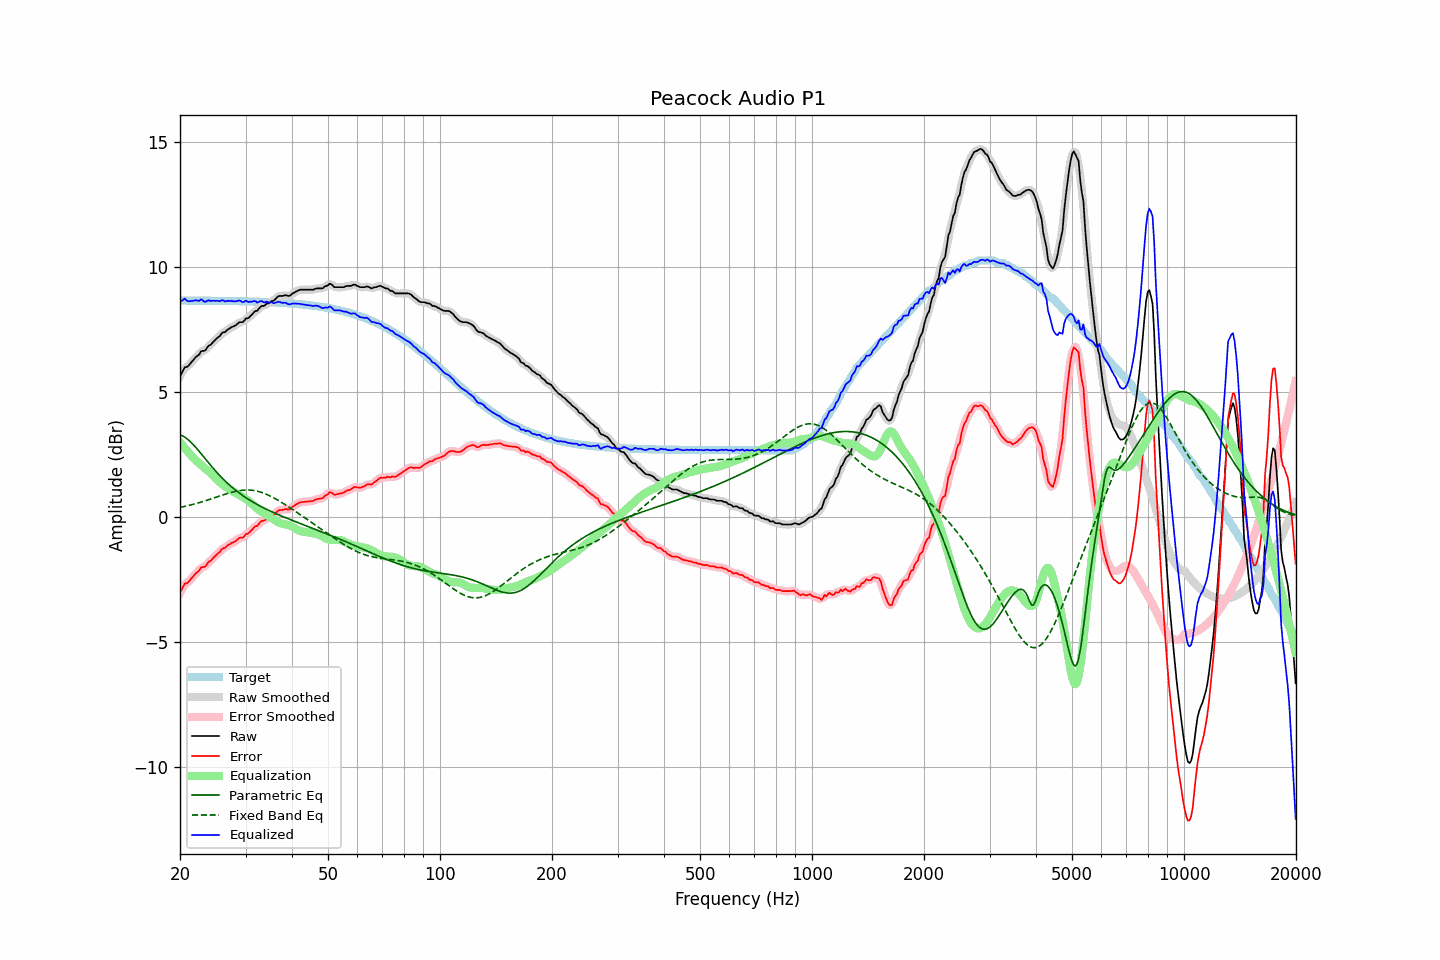 Peacock Audio P1
Amplitude (dBr)
15
10
5
0
−5
−10
Target
Raw Smoothed
Error Smoothed
Raw
Error
Equalization
Parametric Eq
Fixed Band Eq
Equalized
20 50 100 200 500 1000 2000 5000 10000 20000
Frequency (Hz)